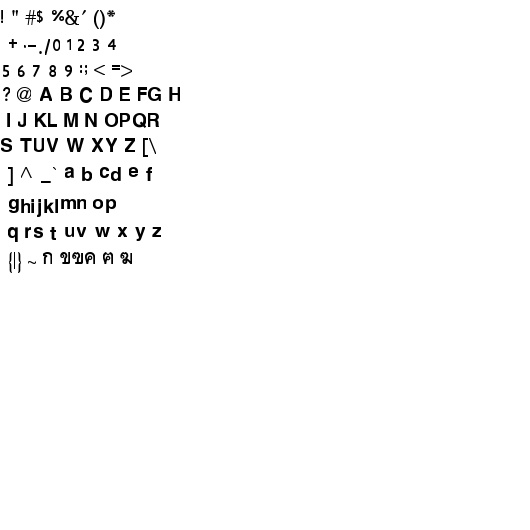 ! " #$ %&′ ()*
+ ·–./0 1 2 3 4
5 6 7 8 9 :; < =>
? @ A B C D E FG H
I J KL M N OPQR
S TUV W XY Z [\
] ^ _` a b cd e f
ghijklmn op
q rs t uv w x y z
{|} ~ ก ขฃค ฅ ฆ